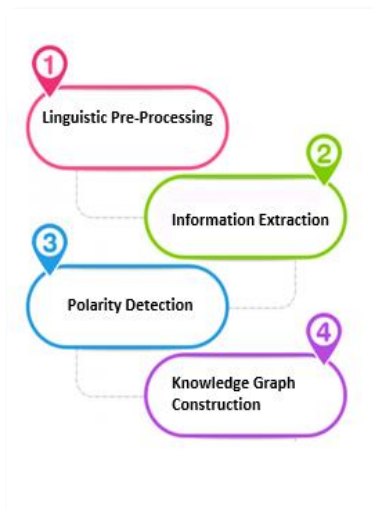 1
Linguistic Pre-Processing
2
Information Extraction
3
Polarity Detection
4
Knowledge Graph
Construction